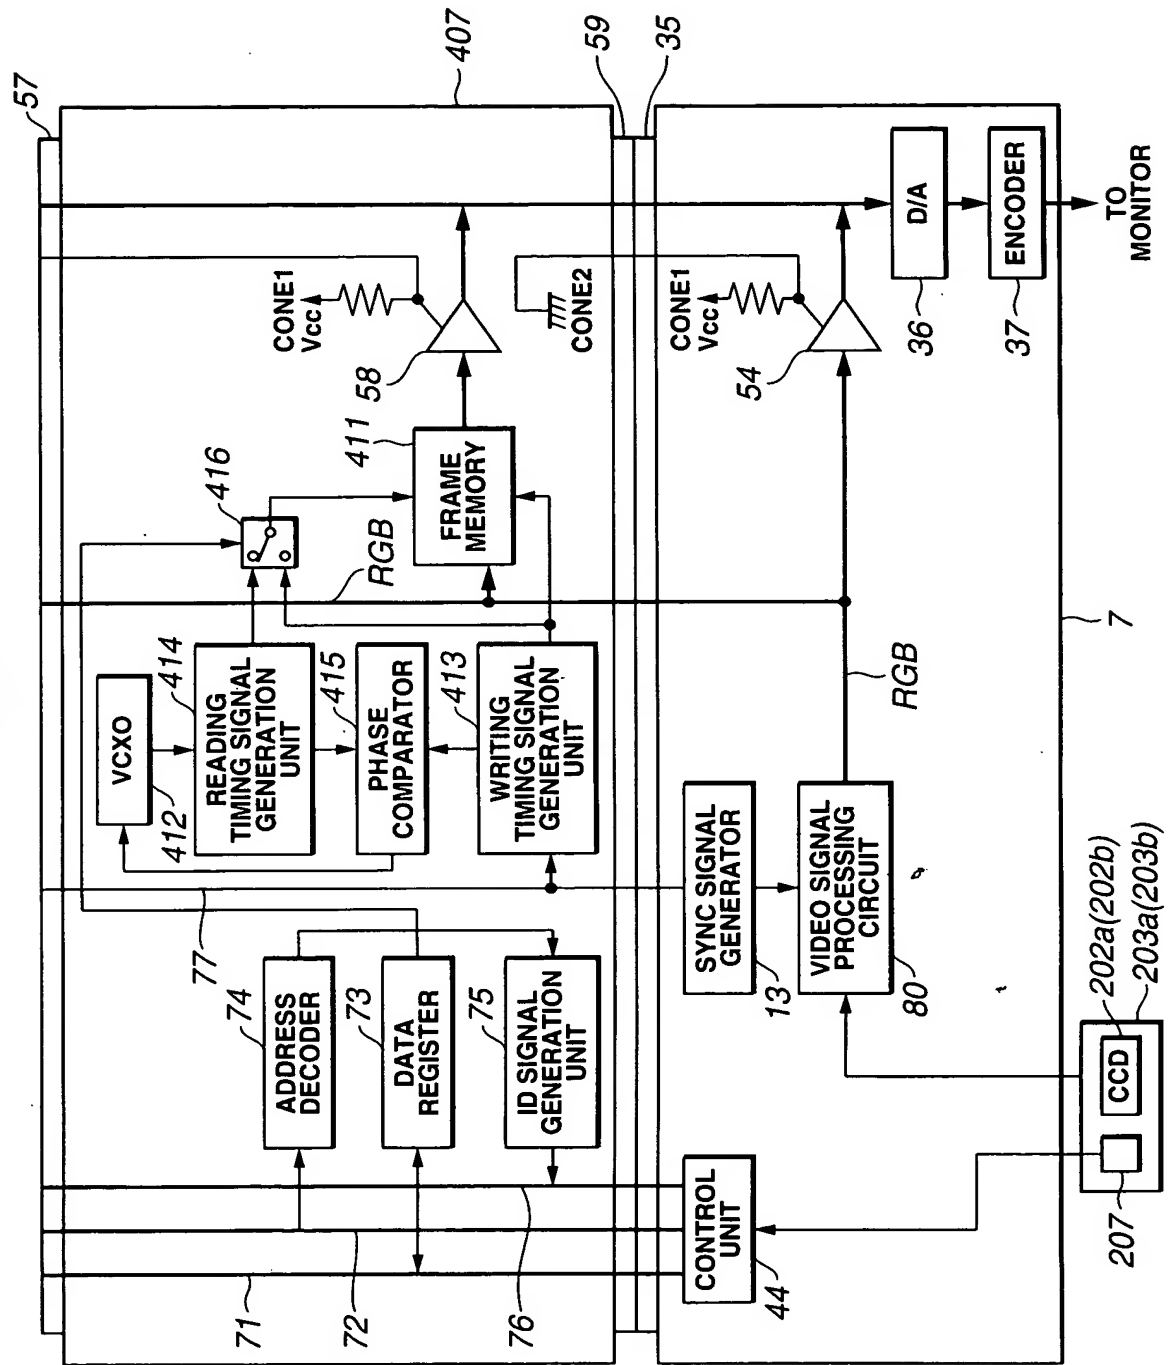 57
407
59
35
CONE1
Vcc
58
CONE2
CONE1
Vcc
54
D/A
36
ENCODER
37
TO
MONITOR
416
411
FRAME
MEMORY
RGB
VCXO
412
READING
TIMING SIGNAL
GENERATION
UNIT
414
PHASE
COMPARATOR
415
WRITING
TIMING SIGNAL
GENERATION
UNIT
413
RGB
7
77
ADDRESS
DECODER
74
DATA
REGISTER
73
ID SIGNAL
GENERATION
UNIT
75
SYNC SIGNAL
GENERATOR
13
VIDEO SIGNAL
PROCESSING
CIRCUIT
80
71
72
76
CONTROL
UNIT
44
CCD
202a(202b)
203a(203b)
207